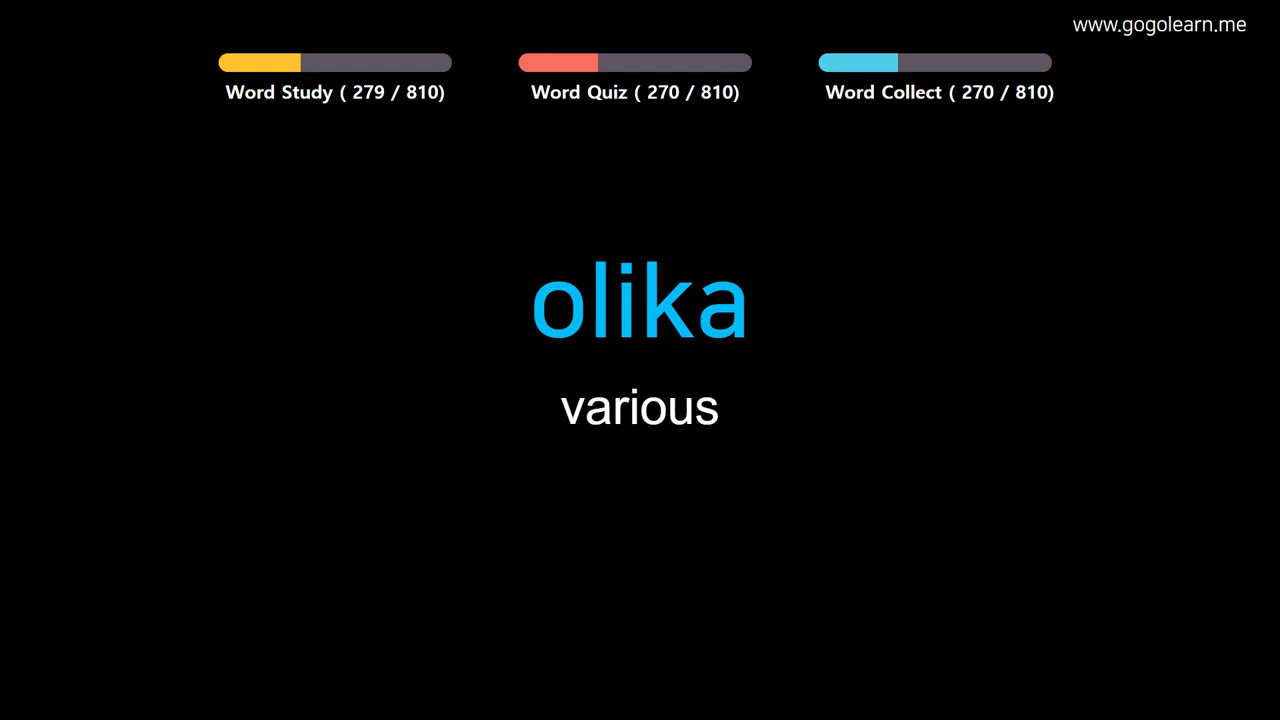 www.gogolearn.me
Word Study ( 279 / 810)
Word Quiz ( 270 / 810)
Word Collect ( 270 / 810)
olika
various